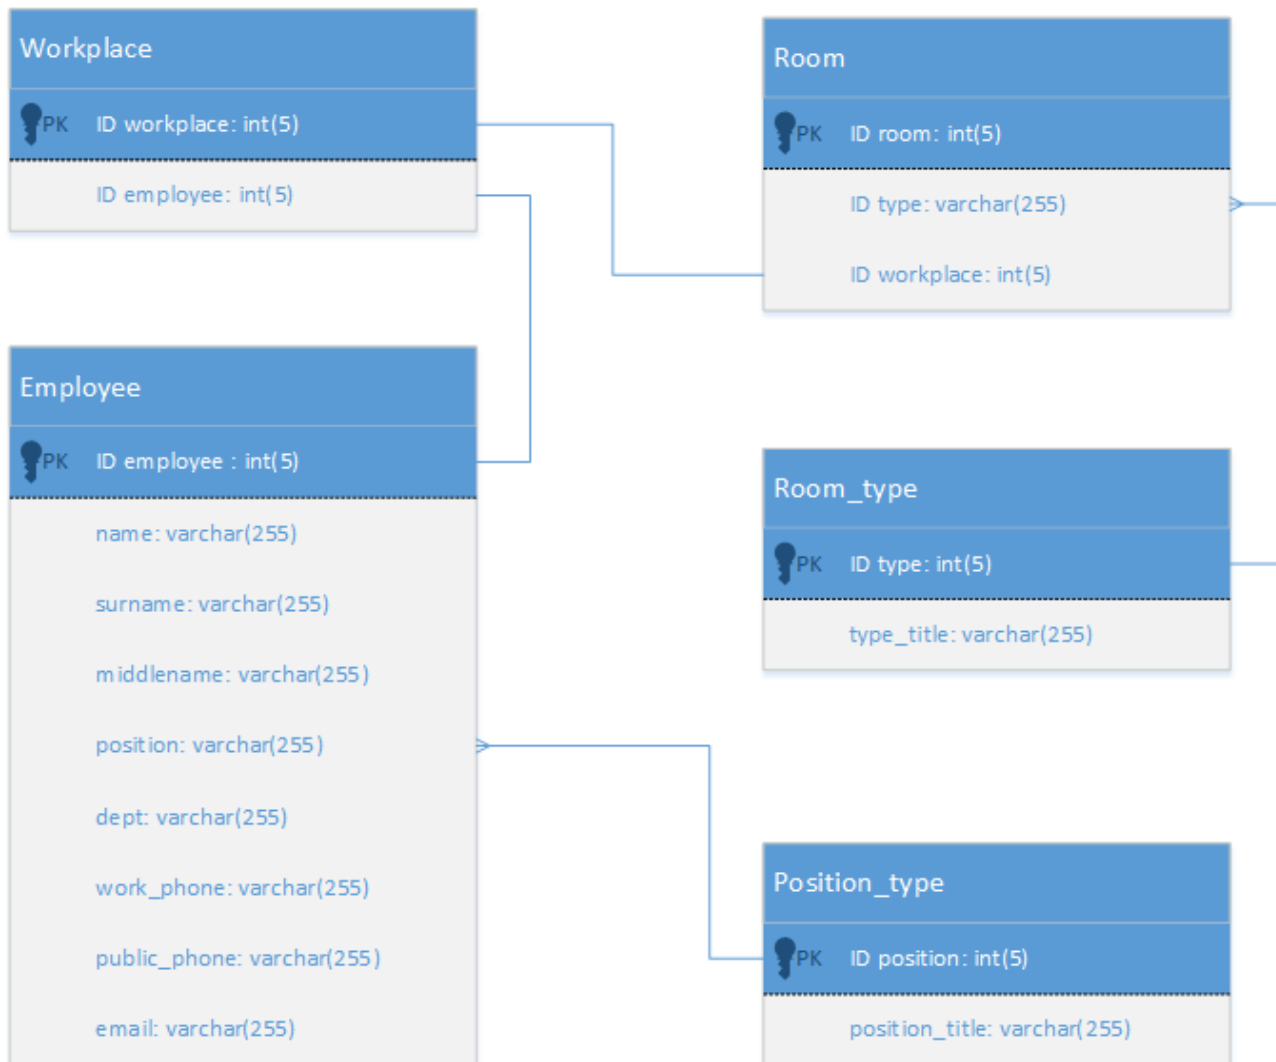 Workplace
PK ID workplace: int(5)
ID employee: int(5)
Employee
PK ID employee : int(5)
name: varchar(255)
surname: varchar(255)
middlename: varchar(255)
position: varchar(255)
dept: varchar(255)
work_phone: varchar(255)
public_phone: varchar(255)
email: varchar(255)
Room
PK ID room: int(5)
ID type: varchar(255)
ID workplace: int(5)
Room_type
PK ID type: int(5)
type_title: varchar(255)
Position_type
PK ID position: int(5)
position_title: varchar(255)